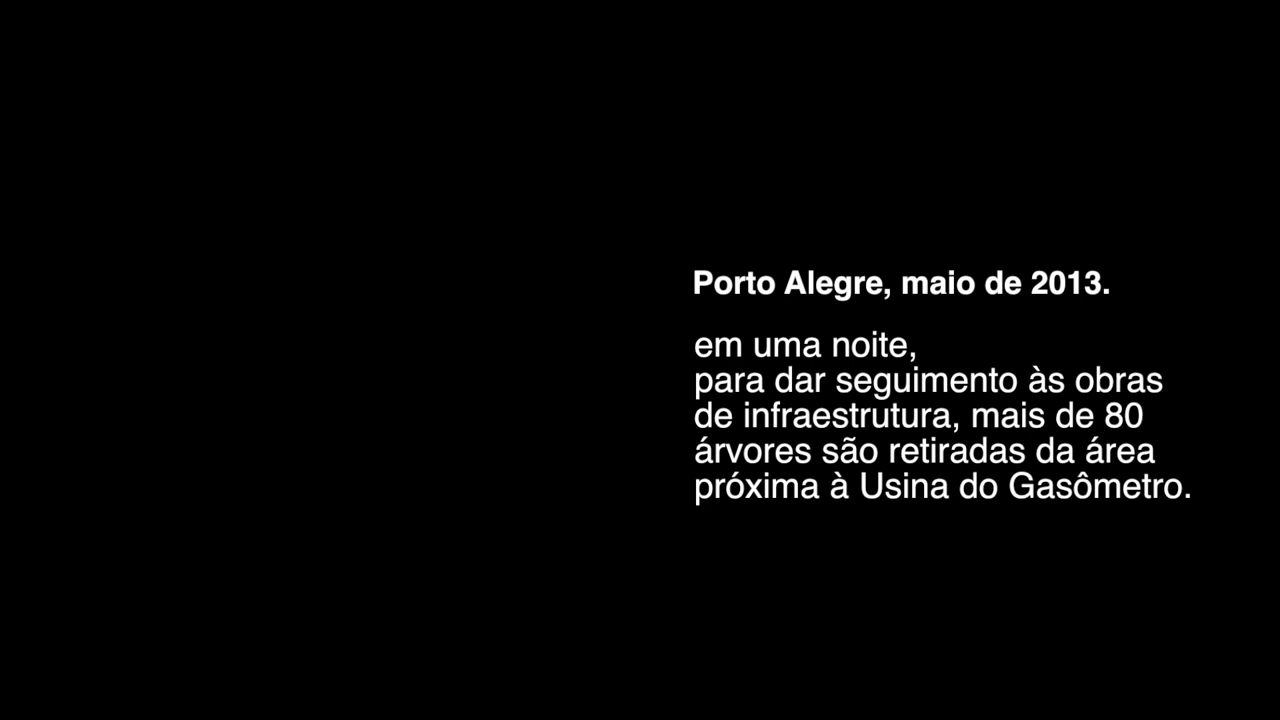 Porto Alegre, maio de 2013.
em uma noite,
para dar seguimento às obras
de infraestrutura, mais de 80
árvores são retiradas da área
próxima à Usina do Gasômetro.